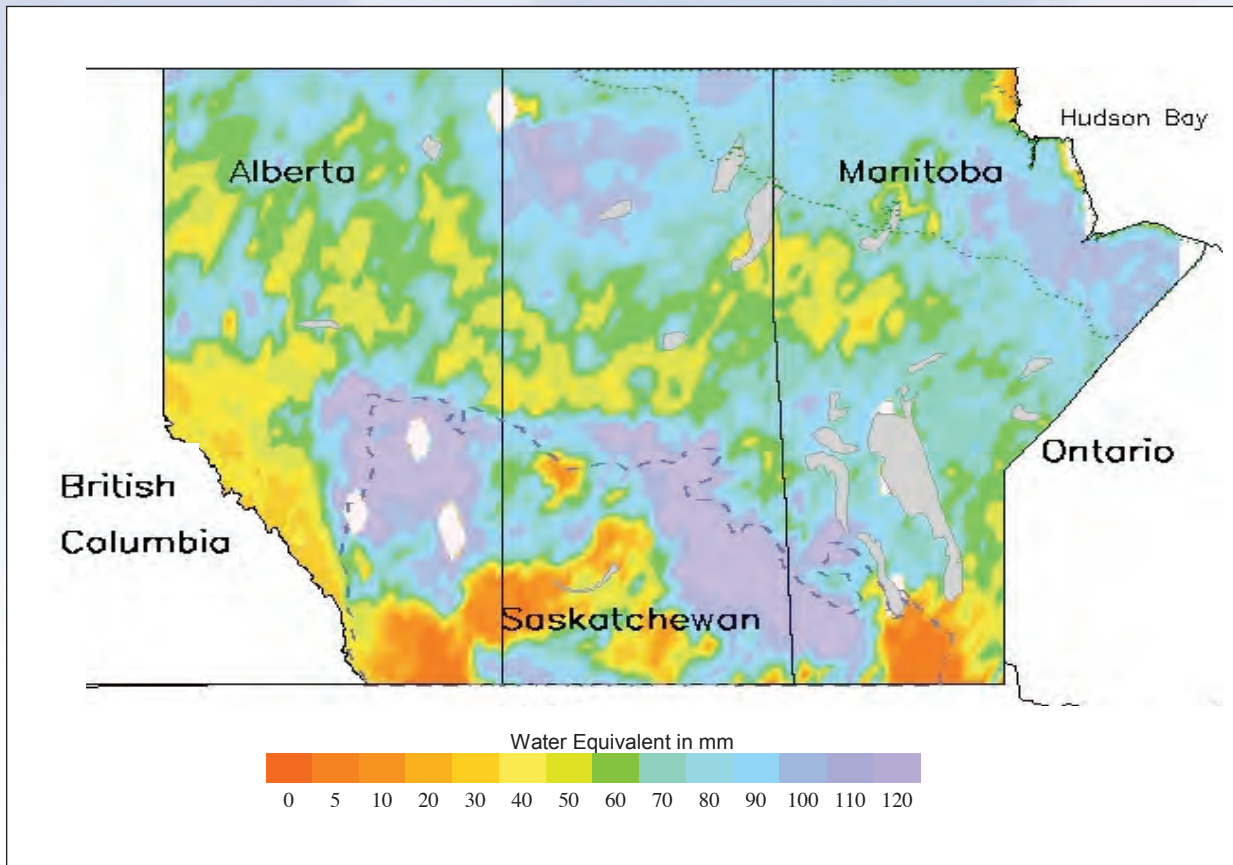 Hudson Bay
Alberta
Manitoba
Ontario
British
Columbia
Saskatchewan
Water Equivalent in mm
0 5 10 20 30 40 50 60 70 80 90 100 110 120